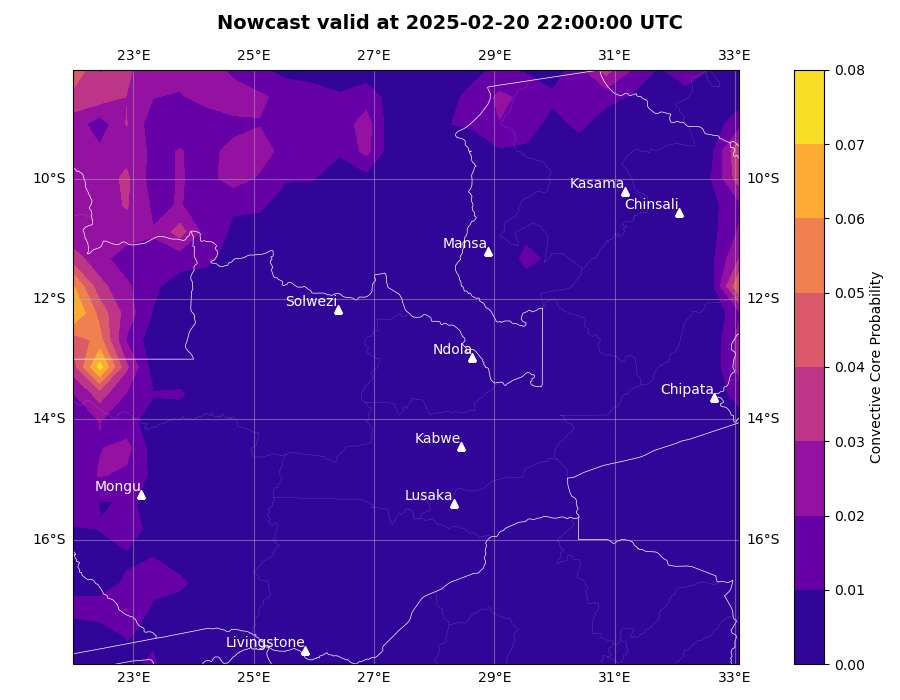 Nowcast valid at 2025-02-20 22:00:00 UTC
23°E 25°E 27°E 29°E 31°E 33°E
0.08
0.07
10°S Kasama 10°S
Chinsali
0.06
Mansa
0.05
12°S Solwezi 12°S
Ndola
0.04
Chipata
14°S 14°S
Kabwe
0.03
Mongu
Lusaka
0.02
16°S 16°S
0.01
Livingstone
0.00
23°E 25°E 27°E 29°E 31°E 33°E
Convective Core Probability